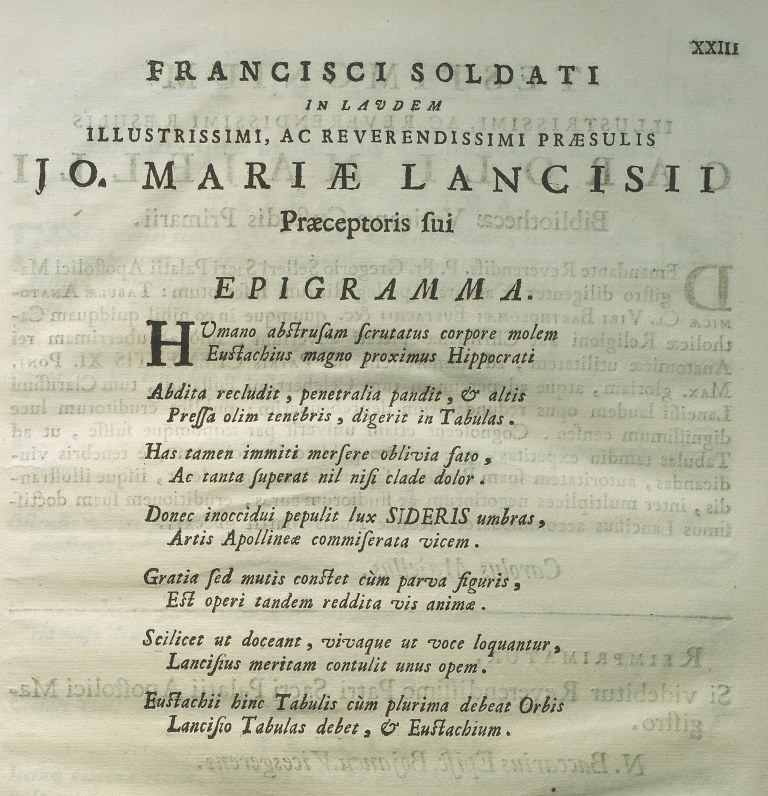 XXIII
FRANCISCI SOLDATI
IN LAVDEM
ILLUSTRISSIMI, AC REVERENDISSIMI PRÆSULIS
JO. MARIÆ LANCISII
Præceptoris ſui
EPIGRAMMA.
HUmano abſtruſam ſcrutatus corpore molem
Euſtachius magno proximus Hippocrati
Abdita recludit, penetralia pandit, & altis
Preſſa olim tenebris, digerit in Tabulas.
Has tamen immiti merſere oblivia fato,
Ac tanta ſuperat nil niſi clade dolor.
Donec inoccidui pepulit lux SIDERIS umbras,
Artis Apollineæ commiſerata vicem.
Gratia ſed mutis conſtet cùm parva figuris,
Eſt operi tandem reddita vis animæ.
Scilicet ut doceant, vivaque ut voce loquantur,
Lanciſius meritam contulit unus opem.
Euſtachii hinc Tabulis cùm plurima debeat Orbis
Lanciſio Tabulas debet, & Euſtachium.